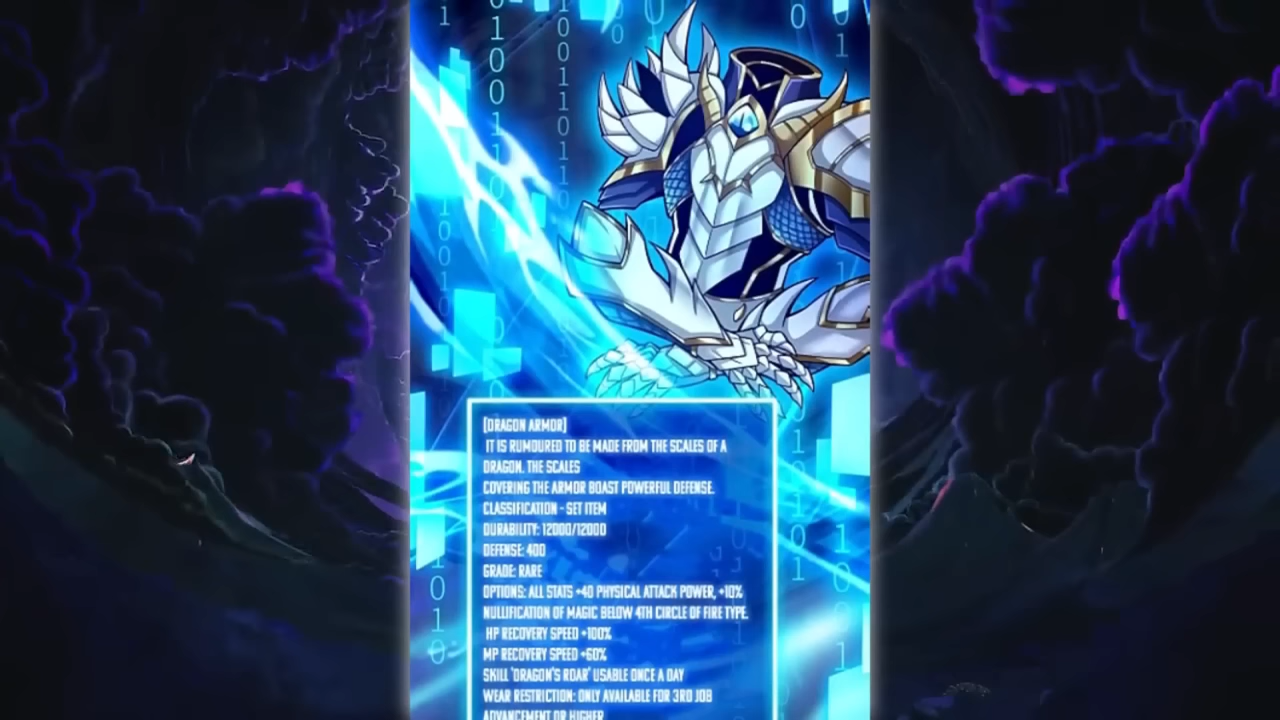 [DRAGON ARMOR]
IT IS RUMOURED TO BE MADE FROM THE SCALES OF A
DRAGON. THE SCALES
COVERING THE ARMOR BOAST POWERFUL DEFENSE.
CLASSIFICATION - SET ITEM
DURABILITY: 12000/12000
DEFENSE: 400
GRADE: RARE
OPTIONS: ALL STATS +40 PHYSICAL ATTACK POWER, +10%
NULLIFICATION OF MAGIC BELOW 4TH CIRCLE OF FIRE TYPE.
HP RECOVERY SPEED +100%
MP RECOVERY SPEED +60%
SKILL 'DRAGON'S ROAR' USABLE ONCE A DAY
WEAR RESTRICTION: ONLY AVAILABLE FOR 3RD JOB
ADVANCEMENT OR HIGHER